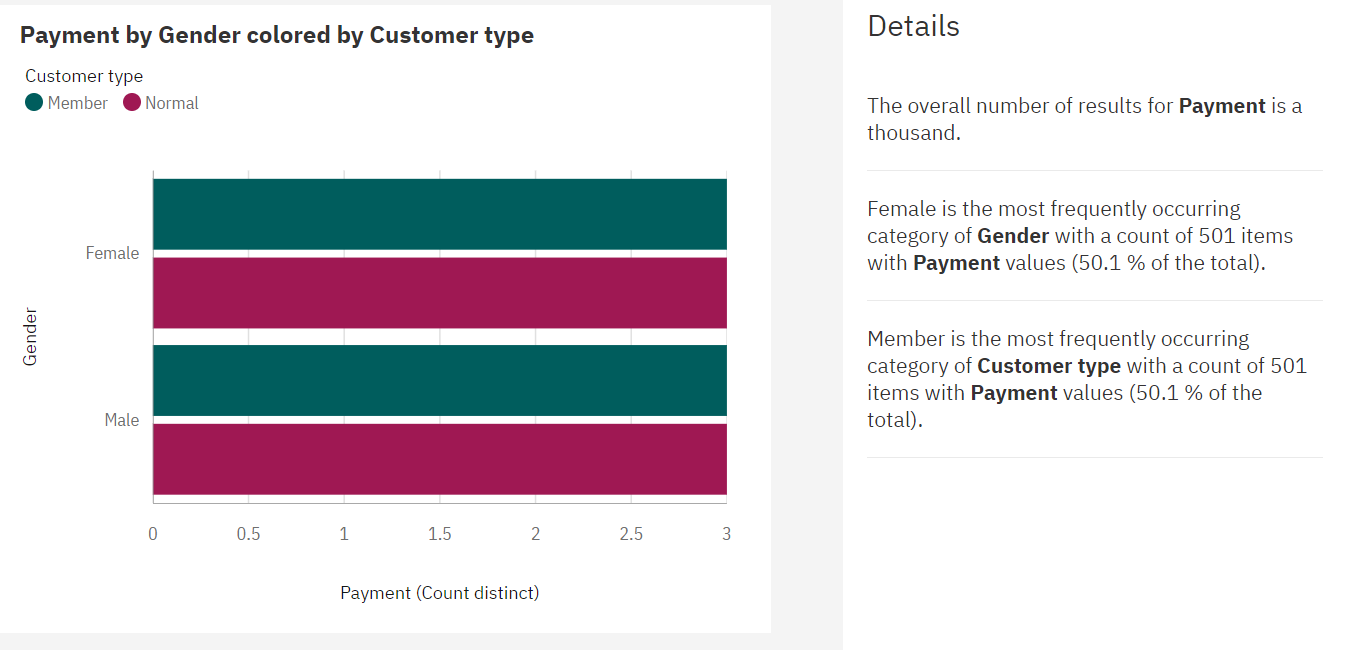 Payment by Gender colored by Customer type
Customer type
Member Normal
Female
Male
Gender
0 0.5 1 1.5 2 2.5 3
Payment (Count distinct)
Details
The overall number of results for Payment is a
thousand.
Female is the most frequently occurring
category of Gender with a count of 501 items
with Payment values (50.1 % of the total).
Member is the most frequently occurring
category of Customer type with a count of 501
items with Payment values (50.1 % of the
total).